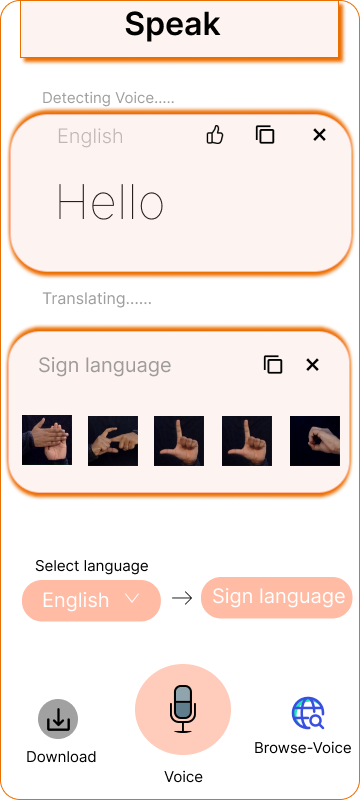 Speak
Detecting Voice.....
English
Hello
Translating......
Sign language
Select language
English
Sign language
Download
Voice
Browse-Voice